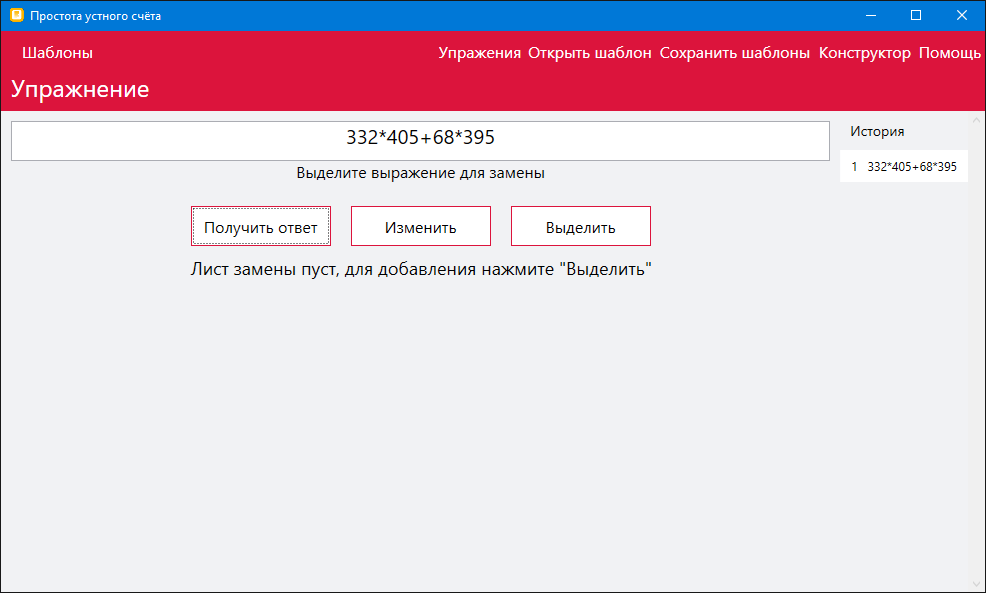 Простота устного счёта
Шаблоны
Упражения Открыть шаблон Сохранить шаблоны Конструктор Помощь
Упражнение
332*405+68*395
Выделите выражение для замены
Получить ответ Изменить Выделить
Лист замены пуст, для добавления нажмите "Выделить"
История
1 332*405+68*395